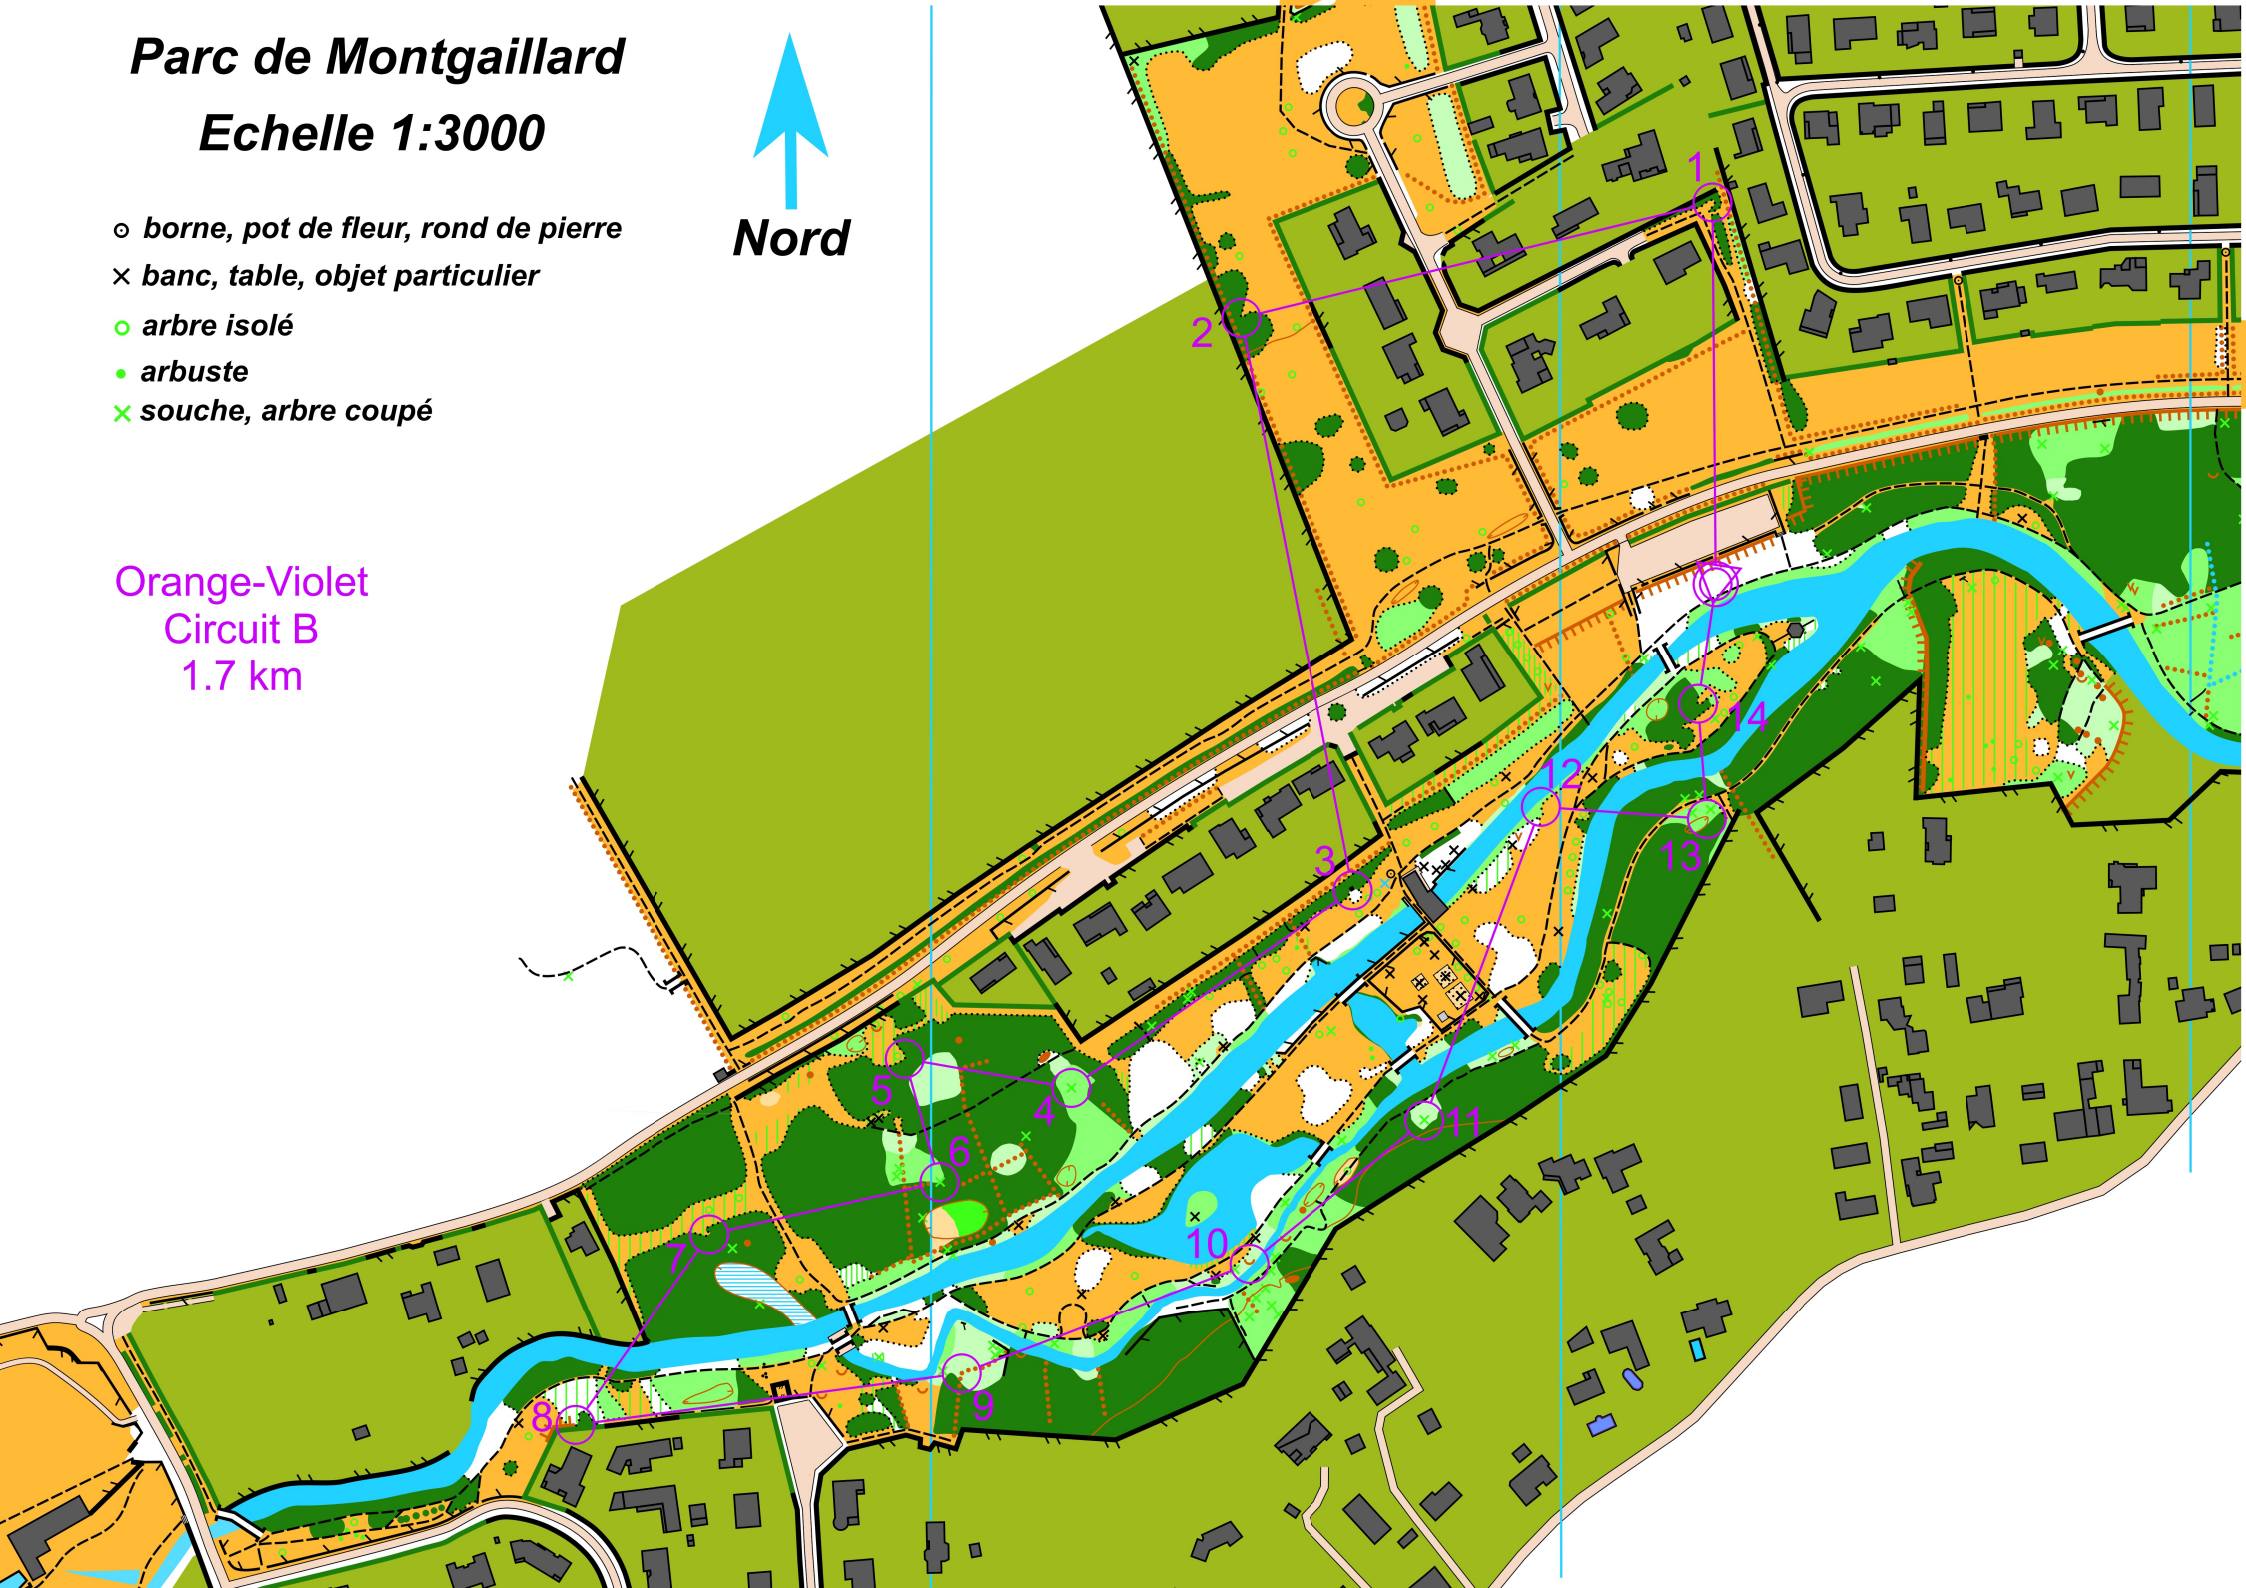 Parc de Montgaillard
Echelle 1:3000
Nord
borne, pot de fleur, rond de pierre
banc, table, objet particulier
arbre isolé
arbuste
souche, arbre coupé
Orange-Violet
Circuit B
1.7 km
1
2
3
4
5
6
7
8
9
10
11
12
13
14